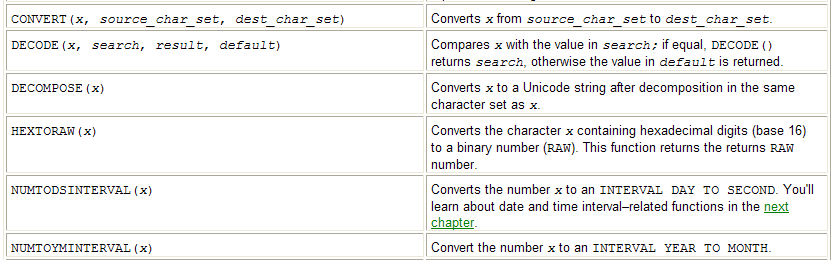 CONVERT(x, source_char_set, dest_char_set)
Converts x from source_char_set to dest_char_set.
DECODE(x, search, result, default)
Compares x with the value in search; if equal, DECODE()
returns search, otherwise the value in default is returned.
DECOMPOSE(x)
Converts x to a Unicode string after decomposition in the same
character set as x.
HEXTORAW(x)
Converts the character x containing hexadecimal digits (base 16)
to a binary number (RAW). This function returns the returns RAW
number.
NUMTODSINTERVAL(x)
Converts the number x to an INTERVAL DAY TO SECOND. You'll
learn about date and time interval–related functions in the next
chapter.
NUMTOYMINTERVAL(x)
Convert the number x to an INTERVAL YEAR TO MONTH.